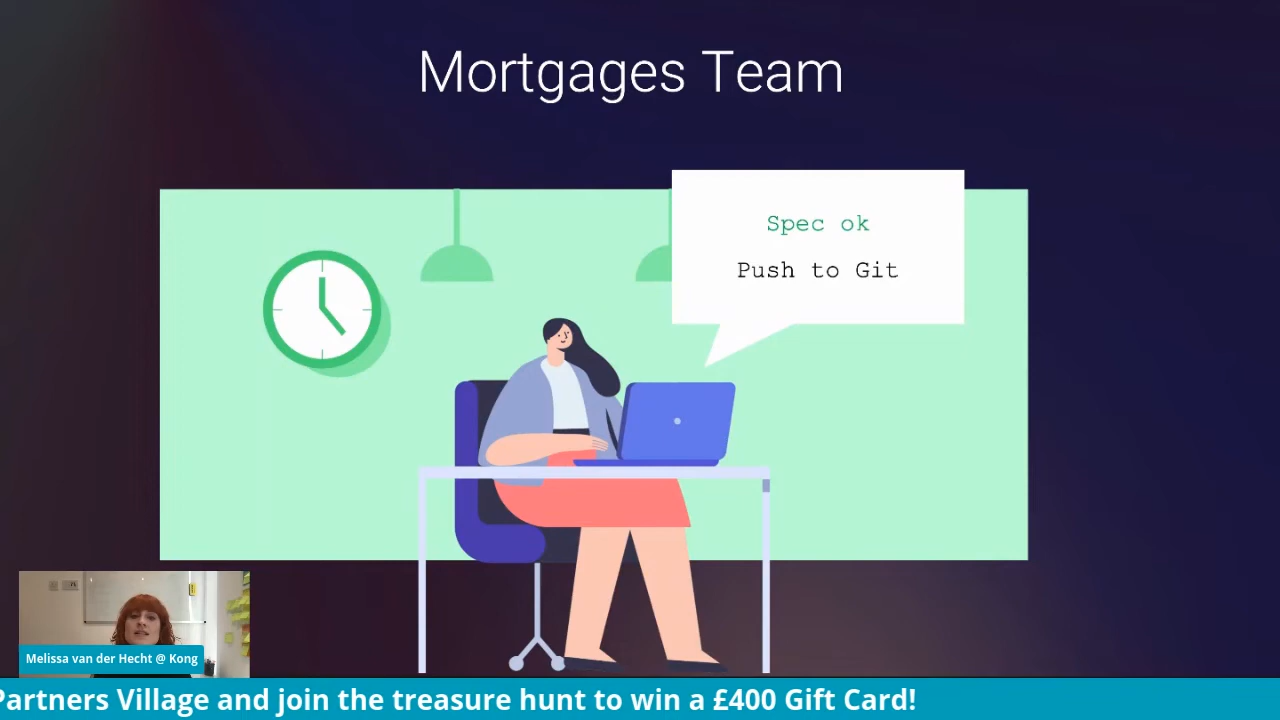 Mortgages Team
Spec ok
Push to Git
Melissa van der Hecht @ Kong
Partners Village and join the treasure hunt to win a £400 Gift Card!